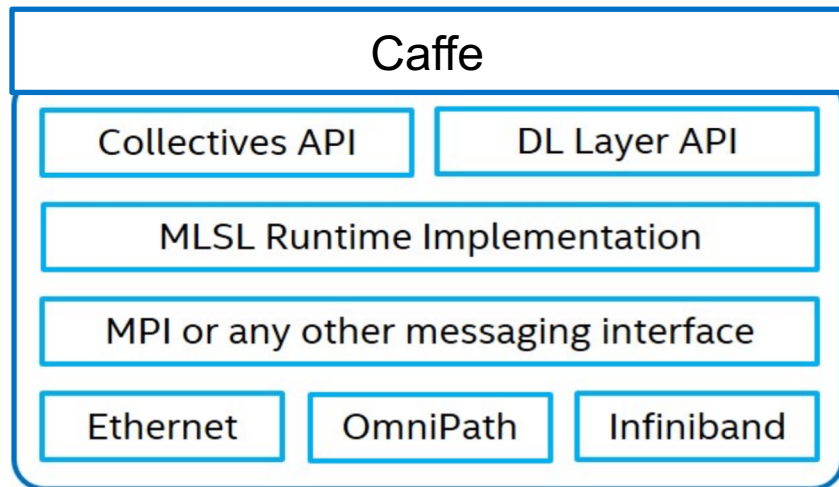 Caffe
Collectives API
DL Layer API
MLSL Runtime Implementation
MPI or any other messaging interface
Ethernet
OmniPath
Infiniband